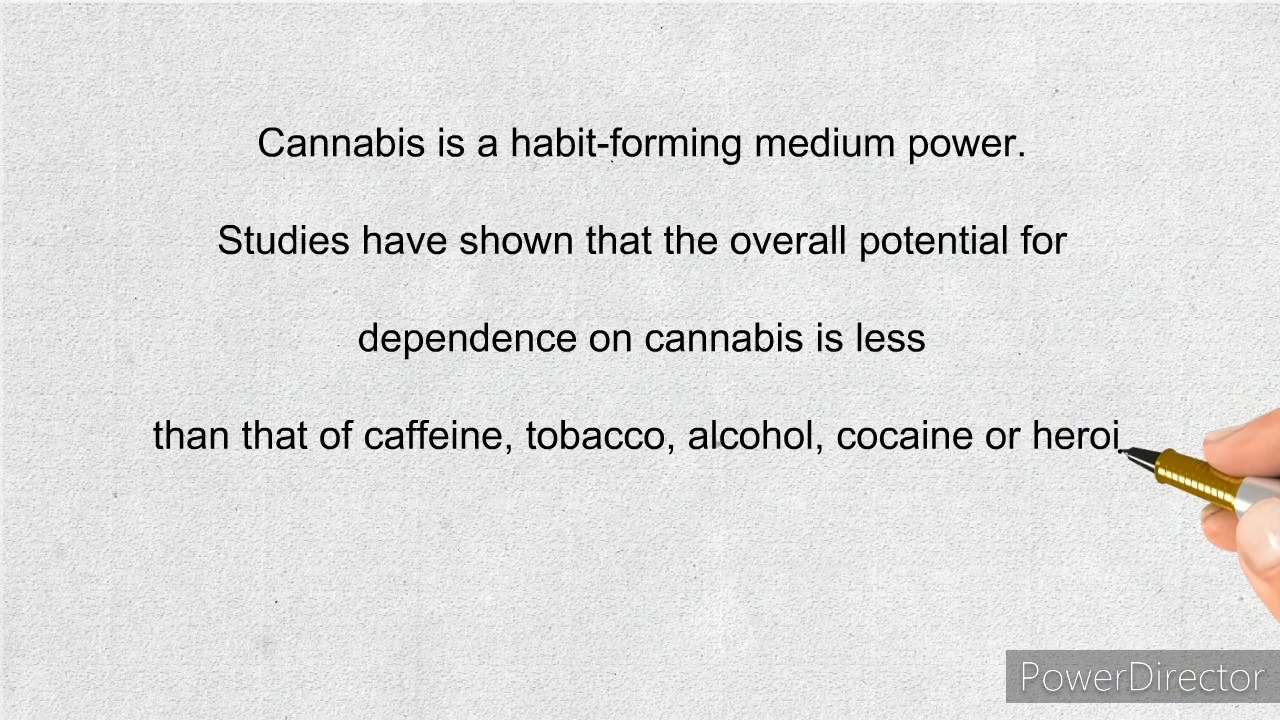 Cannabis is a habit-forming medium power.
Studies have shown that the overall potential for
dependence on cannabis is less
than that of caffeine, tobacco, alcohol, cocaine or heroi
PowerDirector